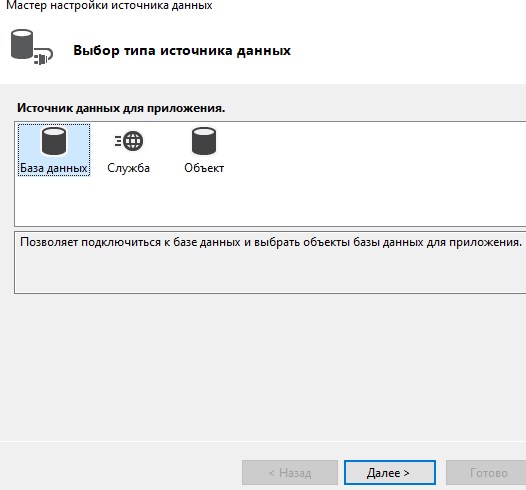 Мастер настройки источника данных
Выбор типа источника данных
Источник данных для приложения.
База данных Служба Объект
Позволяет подключиться к базе данных и выбрать объекты базы данных для приложения.
< Назад Далее > Готово